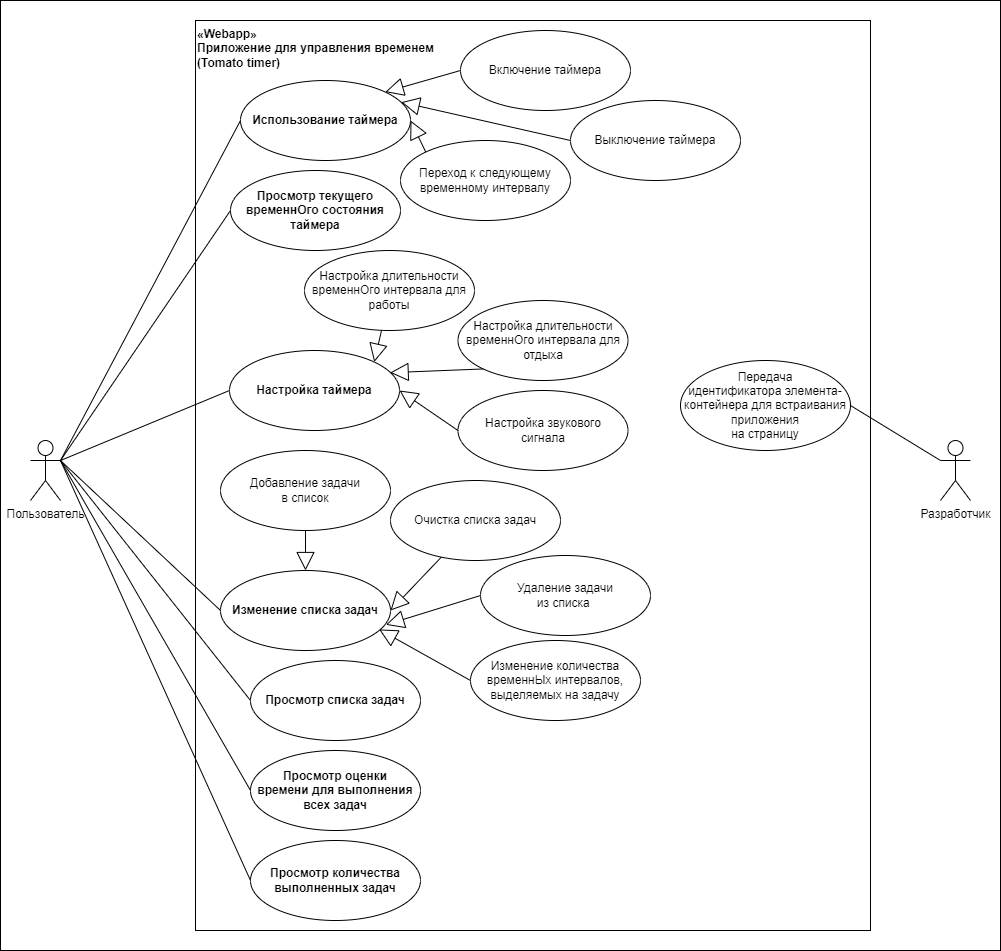 «Webapp»
Приложение для управления временем
(Tomato timer)
Включение таймера
Использование таймера
Выключение таймера
Переход к следующему
временному интервалу
Просмотр текущего
временнОго состояния
таймера
Настройка длительности
временнОго интервала для
работы
Настройка длительности
временнОго интервала для
отдыха
Настройка таймера
Настройка звукового
сигнала
Передача
идентификатора элемента-
контейнера для встраивания
приложения
на страницу
Пользователь
Разработчик
Добавление задачи
в список
Очистка списка задач
Изменение списка задач
Удаление задачи
из списка
Изменение количества
временнЫх интервалов,
выделяемых на задачу
Просмотр списка задач
Просмотр оценки
времени для выполнения
всех задач
Просмотр количества
выполненных задач